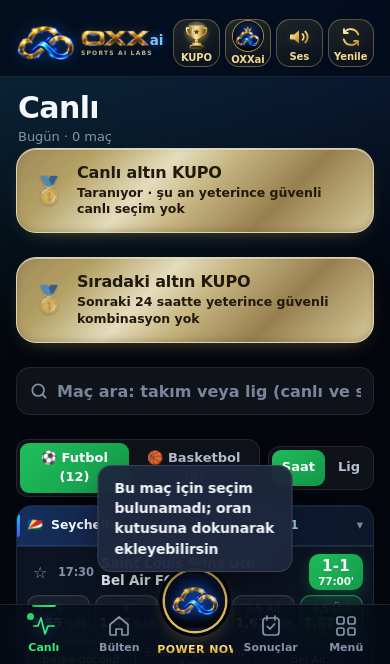 OXXai
SPORTS AI LABS
KUPO
OXXai
Ses
Yenile
Canlı
Bugün · 0 maç
Canlı altın KUPO
Taranıyor · şu an yeterince güvenli
canlı seçim yok
Sıradaki altın KUPO
Sonraki 24 saatte yeterince güvenli
kombinasyon yok
Maç ara: takım veya lig (canlı ve s
Futbol
(12)
Basketbol
Saat
Lig
Bu maç için seçim
bulunamadı; oran
kutusuna dokunarak
ekleyebilirsin
Seyche
1
17:30
Bel Air F
1-1
77:00'
Canlı
Bülten
POWER NOW
Sonuçlar
Menü